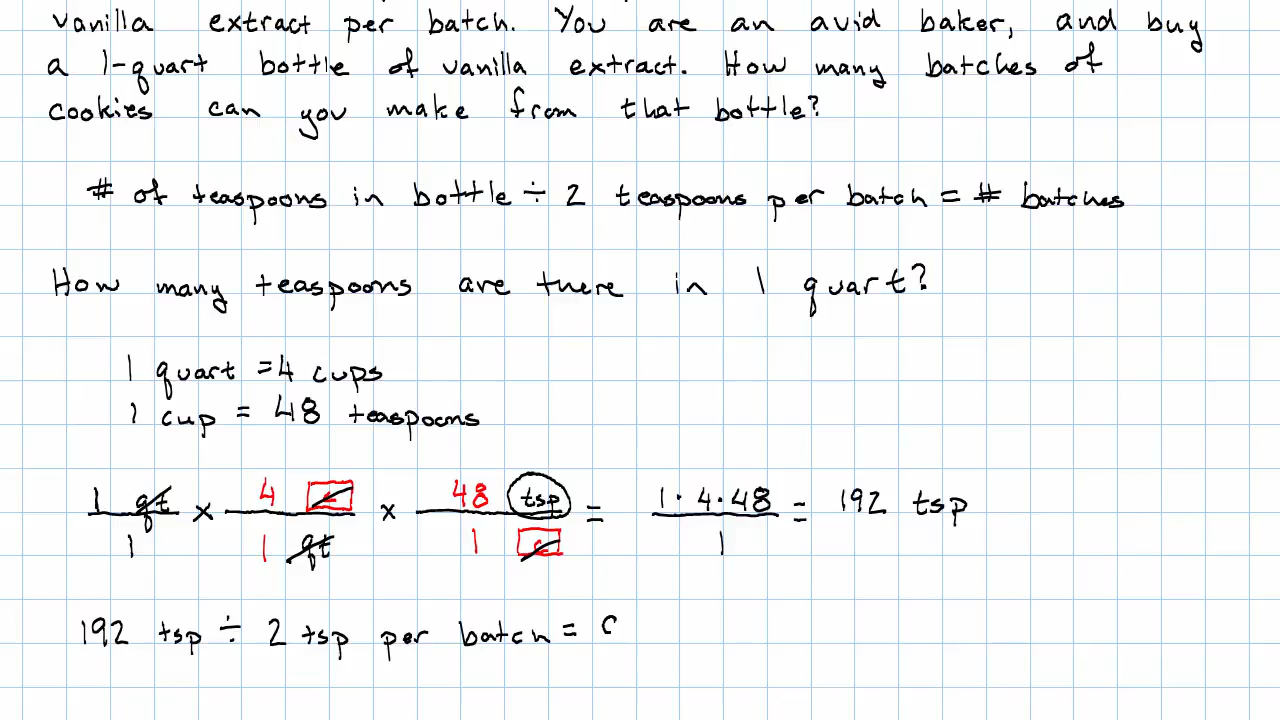 vanilla extract per batch. You are an avid baker, and buy
a 1-quart bottle of vanilla extract. How many batches of
cookies can you make from that bottle?
# of teaspoons in bottle ÷ 2 teaspoons per batch = # batches
How many teaspoons are there in 1 quart?
1 quart = 4 cups
1 cup = 48 teaspoons
1 qt / 1 × 4 c / 1 qt × 48 tsp / 1 c = 1 · 4 · 48 / 1 = 192 tsp
192 tsp ÷ 2 tsp per batch =